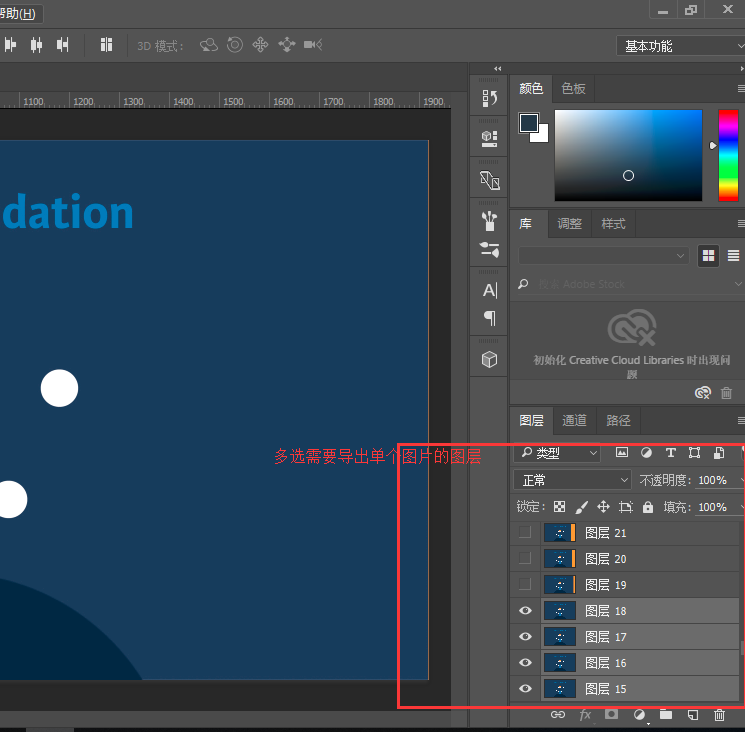 帮助(H)
3D 模式:
基本功能
1100 1200 1300 1400 1500 1600 1700 1800 1900
颜色 色板
dation
库 调整 样式
搜索 Adobe Stock
初始化 Creative Cloud Libraries 时出现问
题
A
图层 通道 路径
多选需要导出单个图片的图层
类型
T
正常 不透明度: 100%
锁定: 填充: 100%
图层 21
图层 20
图层 19
图层 18
图层 17
图层 16
图层 15
fx